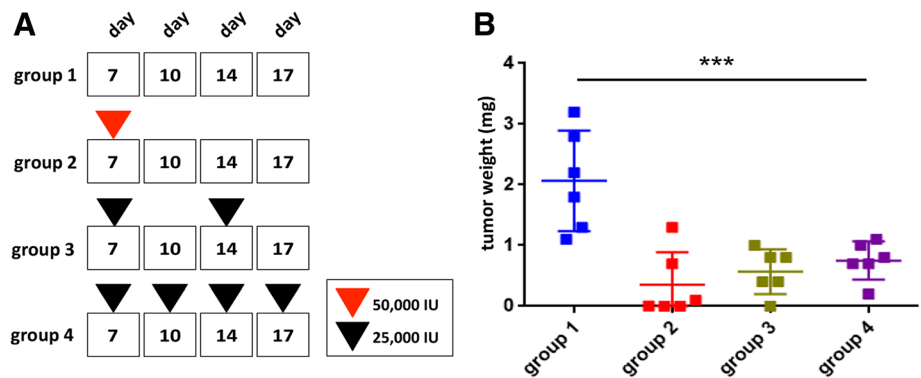 A
day day day day
group 1 7 10 14 17
group 2 7 10 14 17
group 3 7 10 14 17
group 4 7 10 14 17
50,000 IU
25,000 IU
B
***
tumor weight (mg)
4
3
2
1
0
group 1 group 2 group 3 group 4